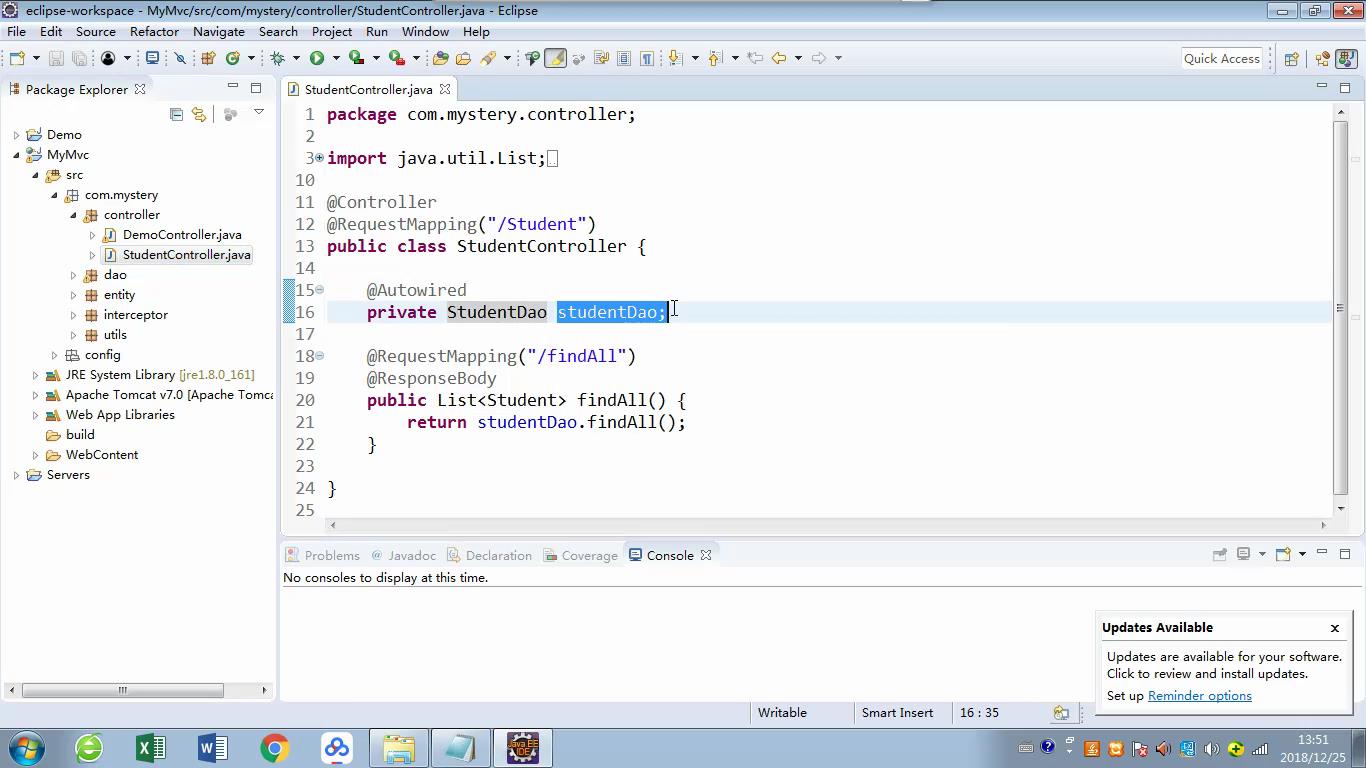 eclipse-workspace - MyMvc/src/com/mystery/controller/StudentController.java - Eclipse
File Edit Source Refactor Navigate Search Project Run Window Help
Quick Access
Package Explorer
StudentController.java
Demo
MyMvc
src
com.mystery
controller
DemoController.java
StudentController.java
dao
entity
interceptor
utils
config
JRE System Library [jre1.8.0_161]
Apache Tomcat v7.0 [Apache Tomca
Web App Libraries
build
WebContent
Servers
1 package com.mystery.controller;
2
3 import java.util.List;
10
11 @Controller
12 @RequestMapping("/Student")
13 public class StudentController {
14
15 @Autowired
16 private StudentDao studentDao;
17
18 @RequestMapping("/findAll")
19 @ResponseBody
20 public List<Student> findAll() {
21 return studentDao.findAll();
22 }
23
24 }
25
Problems @ Javadoc Declaration Coverage Console
No consoles to display at this time.
Updates Available
Updates are available for your software.
Click to review and install updates.
Set up Reminder options
Writable Smart Insert 16 : 35
Java EE
IDE
13:51
2018/12/25